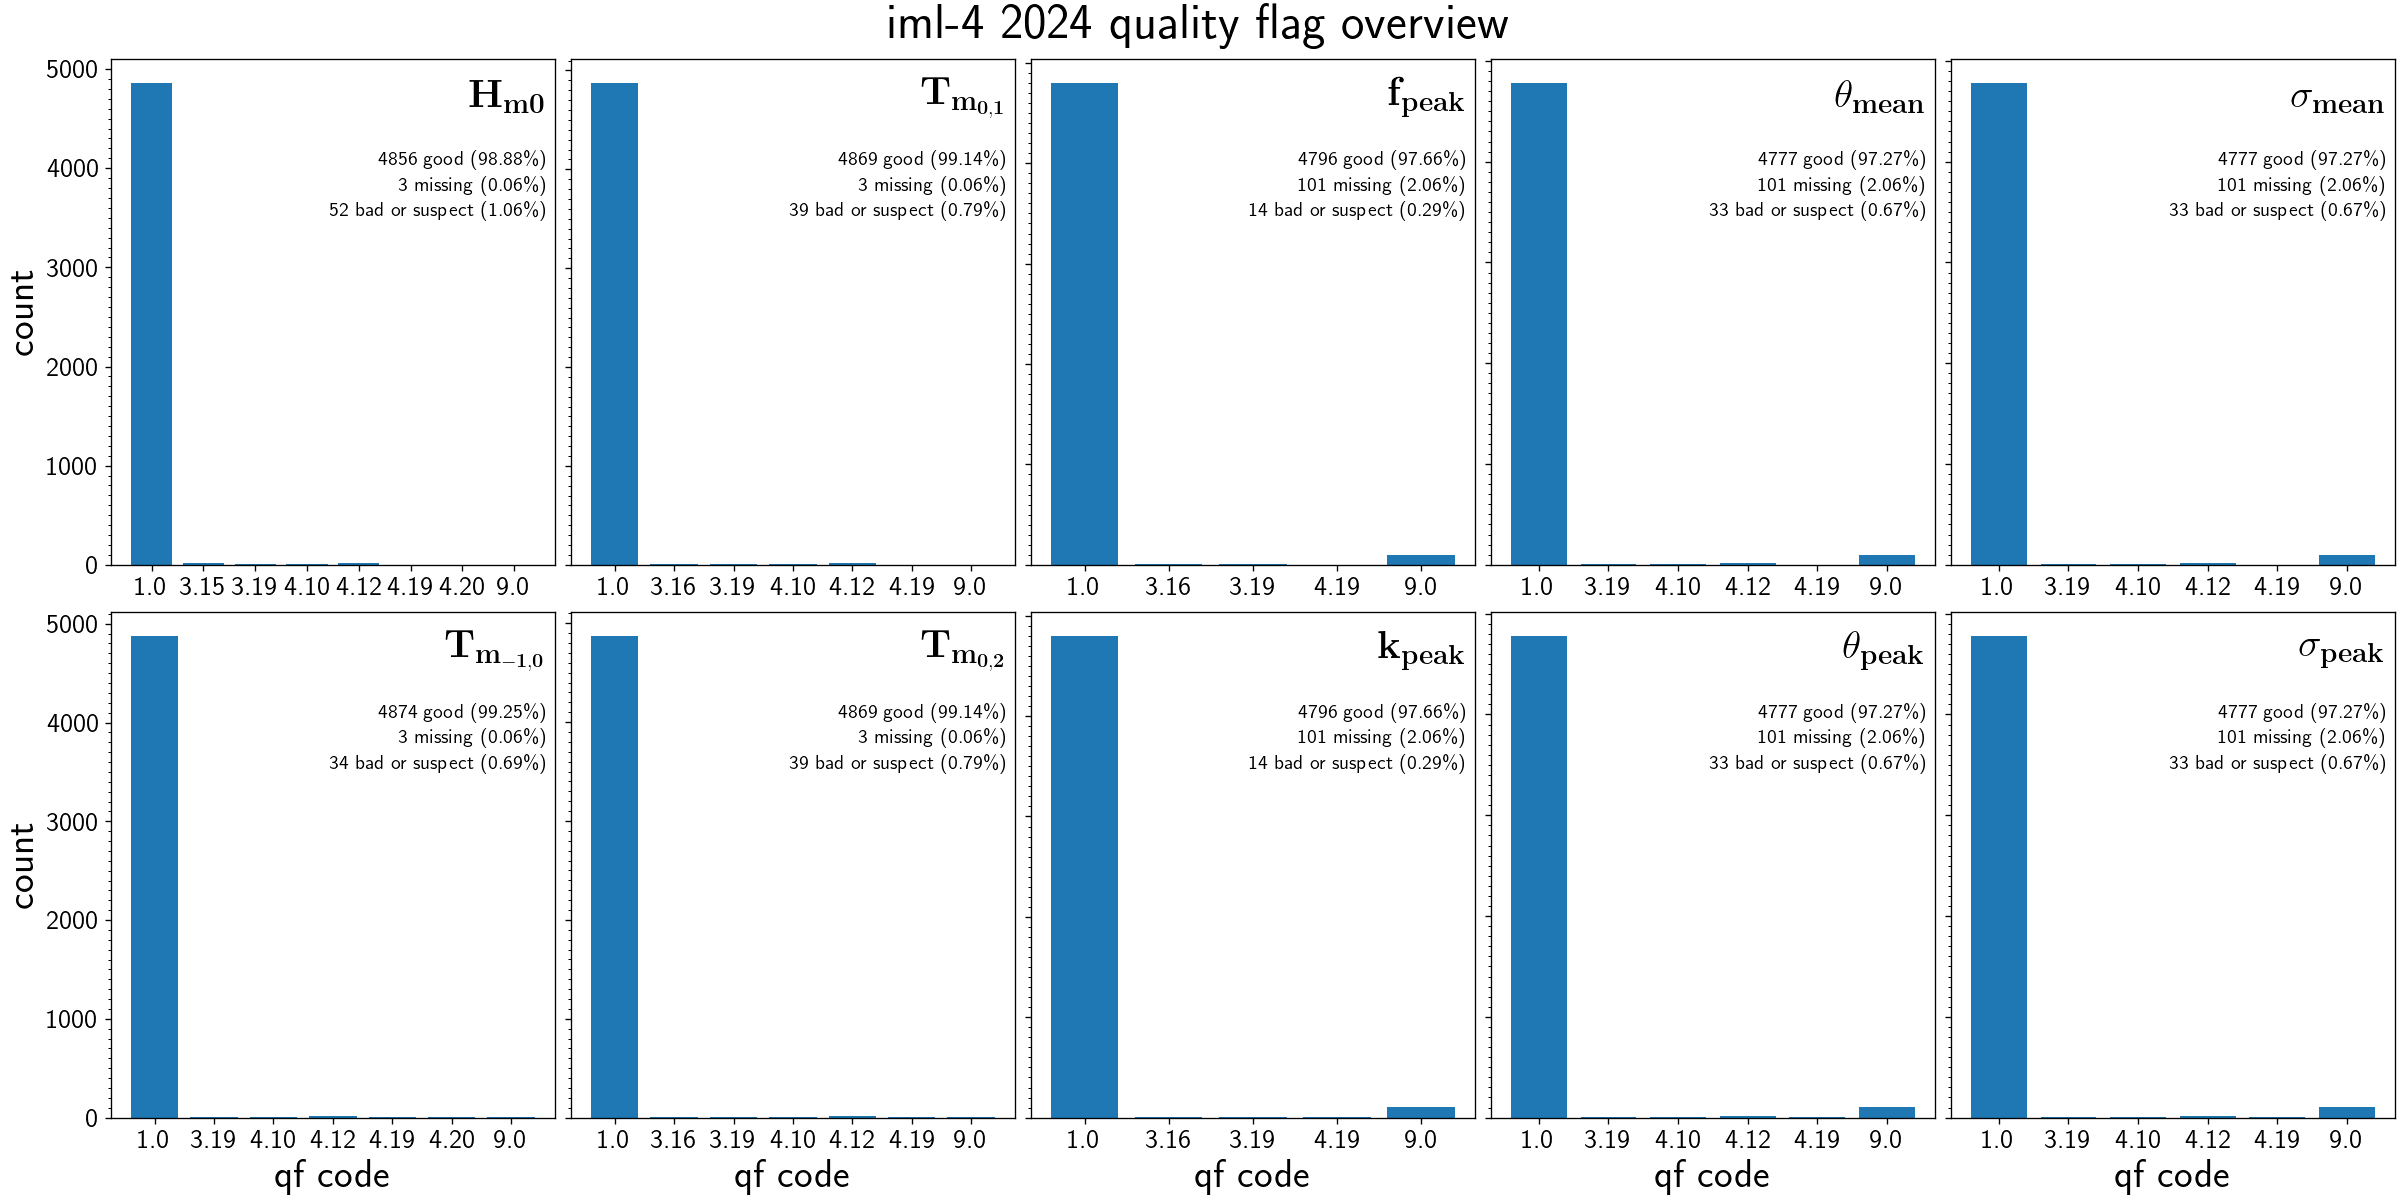 iml-4 2024 quality flag overview
5000
4000
3000
2000
1000
0
count
H_m0
4856 good (98.88%)
3 missing (0.06%)
52 bad or suspect (1.06%)
1.0 3.15 3.19 4.10 4.12 4.19 4.20 9.0
T_m_0,1
4869 good (99.14%)
3 missing (0.06%)
39 bad or suspect (0.79%)
1.0 3.16 3.19 4.10 4.12 4.19 9.0
f_peak
4796 good (97.66%)
101 missing (2.06%)
14 bad or suspect (0.29%)
1.0 3.16 3.19 4.19 9.0
θ_mean
4777 good (97.27%)
101 missing (2.06%)
33 bad or suspect (0.67%)
1.0 3.19 4.10 4.12 4.19 9.0
σ_mean
4777 good (97.27%)
101 missing (2.06%)
33 bad or suspect (0.67%)
1.0 3.19 4.10 4.12 4.19 9.0
5000
4000
3000
2000
1000
0
count
T_m_−1,0
4874 good (99.25%)
3 missing (0.06%)
34 bad or suspect (0.69%)
1.0 3.19 4.10 4.12 4.19 4.20 9.0
qf code
T_m_0,2
4869 good (99.14%)
3 missing (0.06%)
39 bad or suspect (0.79%)
1.0 3.16 3.19 4.10 4.12 4.19 9.0
qf code
k_peak
4796 good (97.66%)
101 missing (2.06%)
14 bad or suspect (0.29%)
1.0 3.16 3.19 4.19 9.0
qf code
θ_peak
4777 good (97.27%)
101 missing (2.06%)
33 bad or suspect (0.67%)
1.0 3.19 4.10 4.12 4.19 9.0
qf code
σ_peak
4777 good (97.27%)
101 missing (2.06%)
33 bad or suspect (0.67%)
1.0 3.19 4.10 4.12 4.19 9.0
qf code